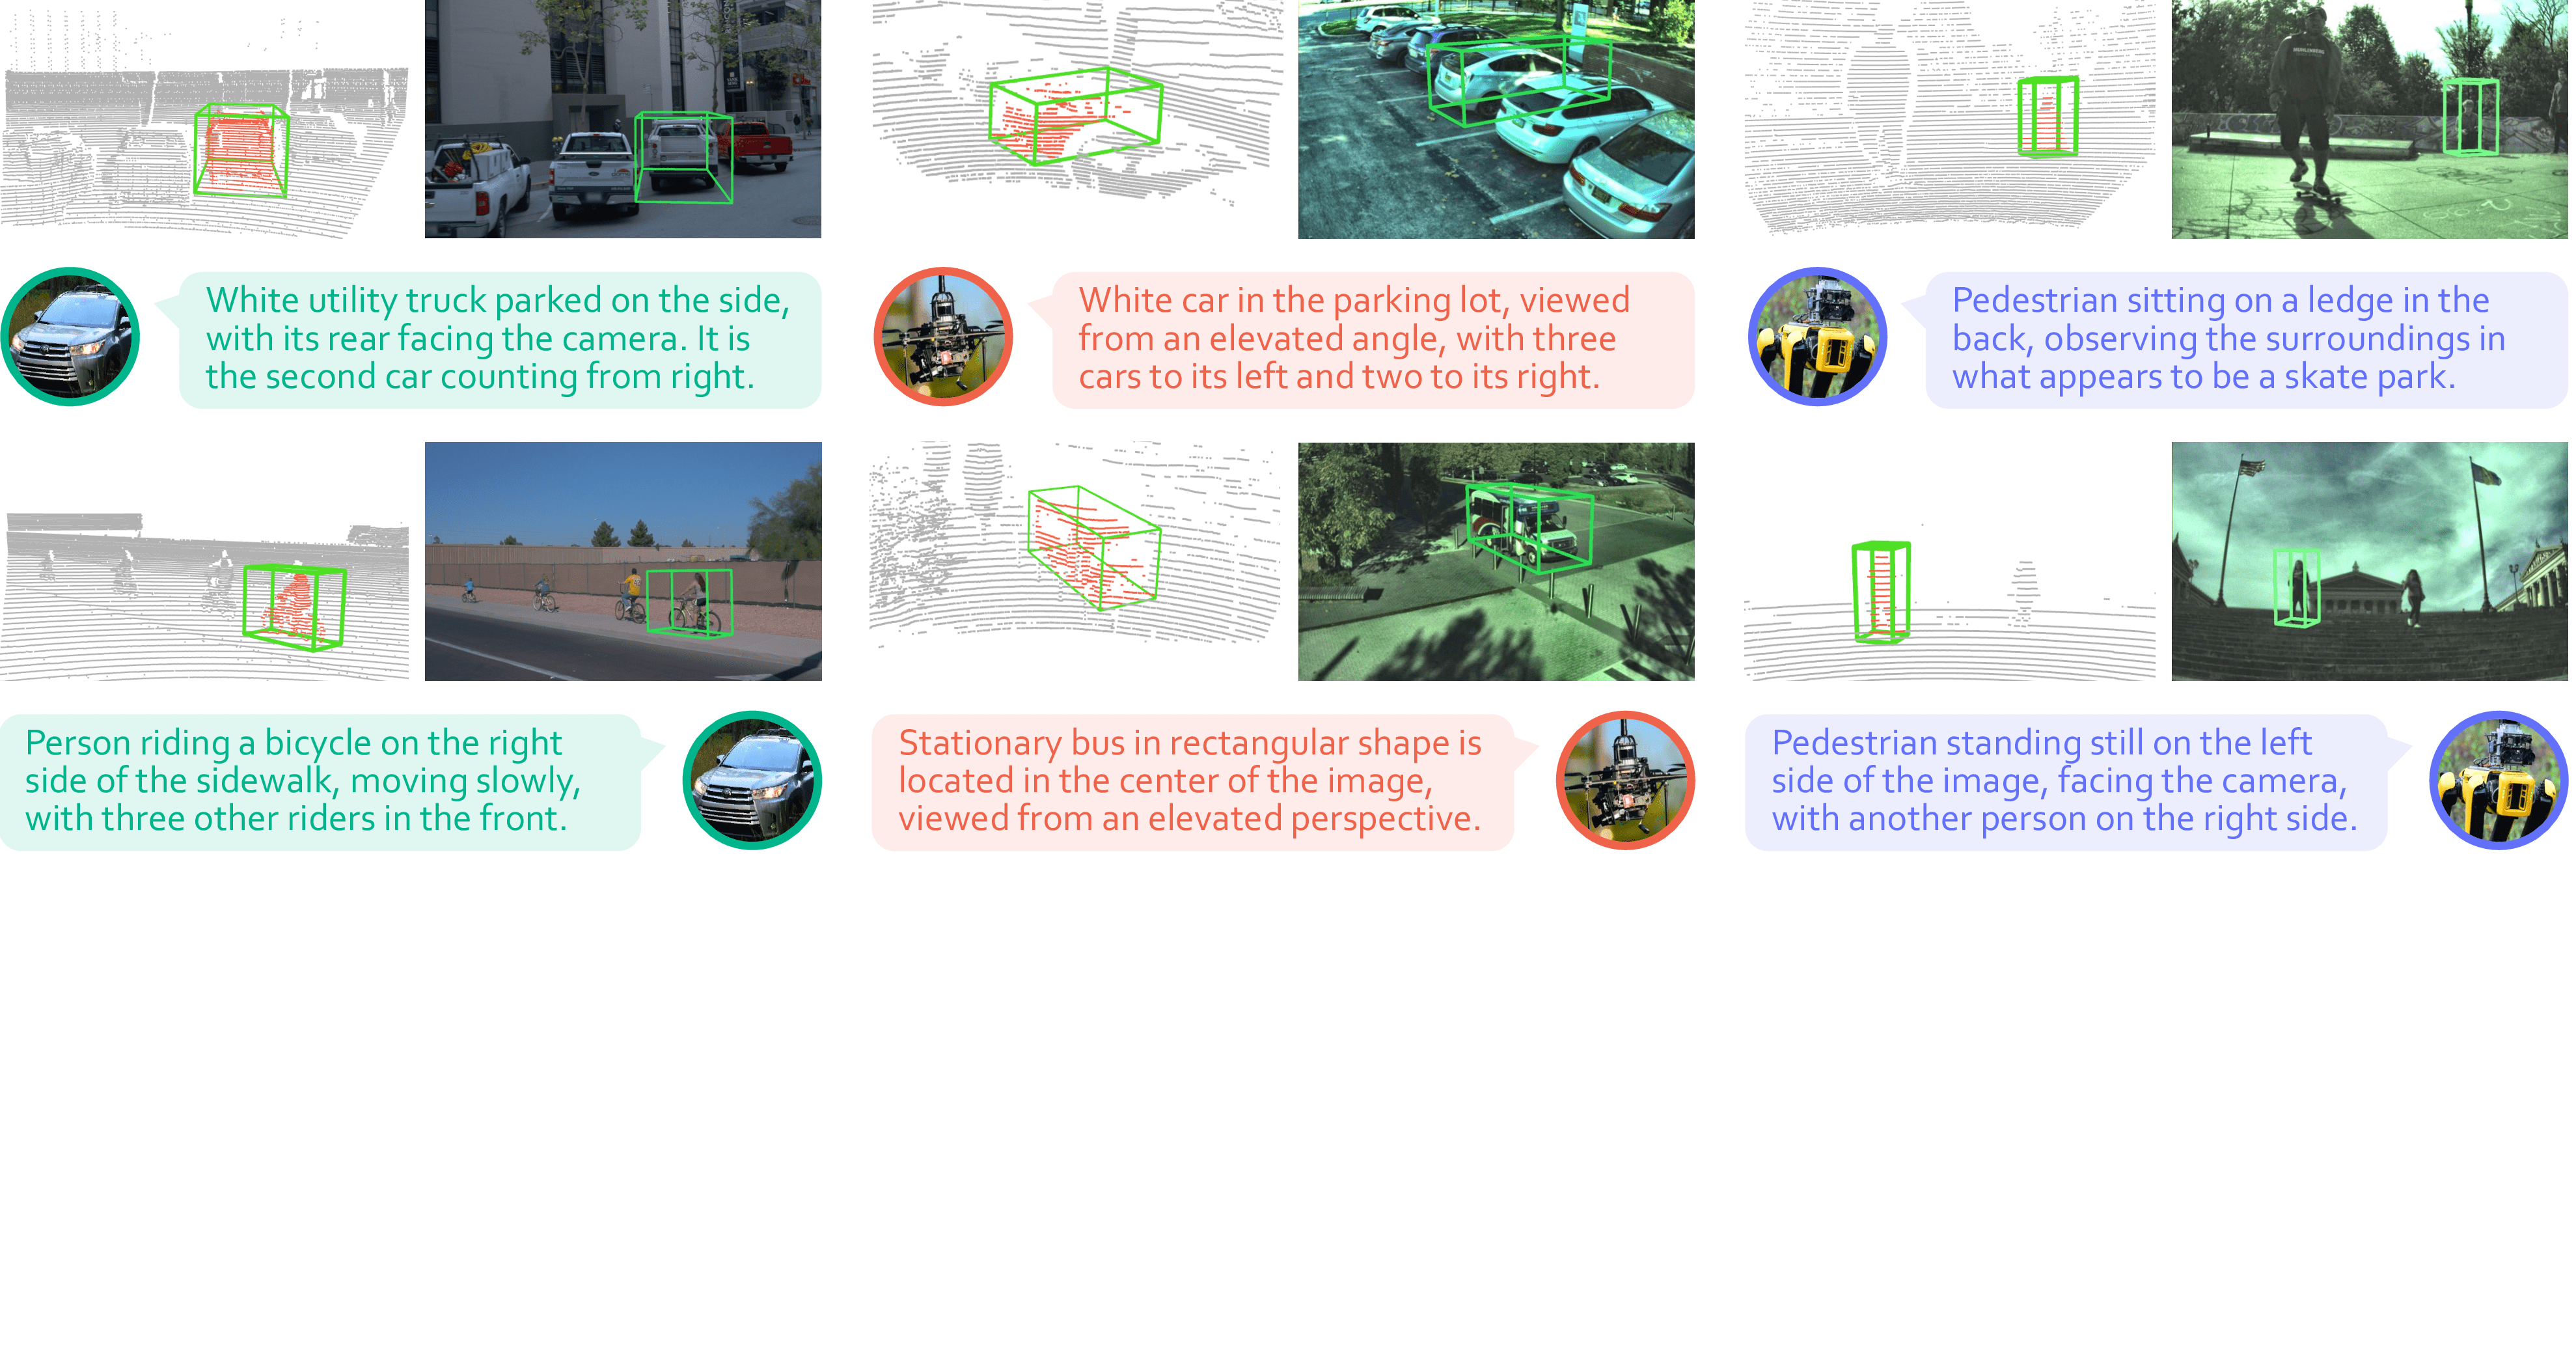 White utility truck parked on the side,
with its rear facing the camera. It is
the second car counting from right.
White car in the parking lot, viewed
from an elevated angle, with three
cars to its left and two to its right.
Pedestrian sitting on a ledge in the
back, observing the surroundings in
what appears to be a skate park.
Person riding a bicycle on the right
side of the sidewalk, moving slowly,
with three other riders in the front.
Stationary bus in rectangular shape is
located in the center of the image,
viewed from an elevated perspective.
Pedestrian standing still on the left
side of the image, facing the camera,
with another person on the right side.